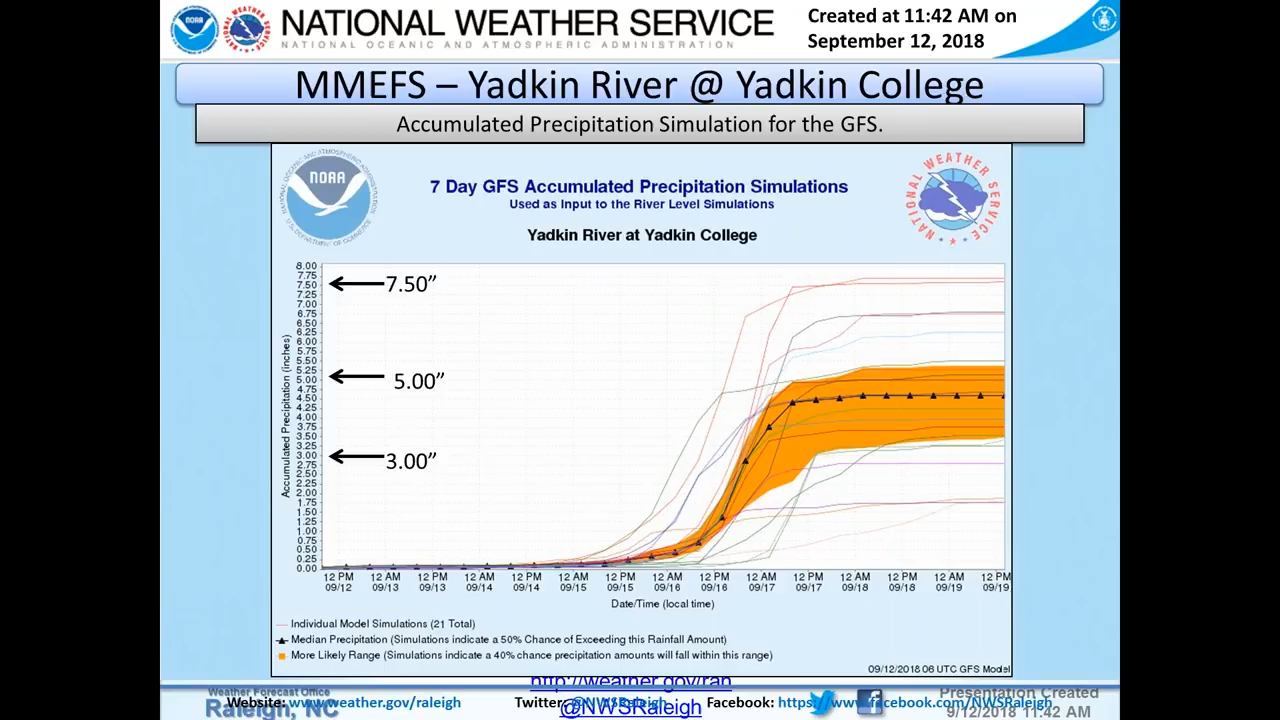 NATIONAL WEATHER SERVICE
NATIONAL OCEANIC AND ATMOSPHERIC ADMINISTRATION
Created at 11:42 AM on
September 12, 2018
MMEFS – Yadkin River @ Yadkin College
Accumulated Precipitation Simulation for the GFS.
NOAA
NATIONAL WEATHER SERVICE
7 Day GFS Accumulated Precipitation Simulations
Used as Input to the River Level Simulations
Yadkin River at Yadkin College
Accumulated Precipitation (inches)
8.00
7.75
7.50
7.25
7.00
6.75
6.50
6.25
6.00
5.75
5.50
5.25
5.00
4.75
4.50
4.25
4.00
3.75
3.50
3.25
3.00
2.75
2.50
2.25
2.00
1.75
1.50
1.25
1.00
0.75
0.50
0.25
0.00
7.50”
5.00”
3.00”
12 PM 12 AM 12 PM 12 AM 12 PM 12 AM 12 PM 12 AM 12 PM 12 AM 12 PM 12 AM 12 PM 12 AM 12 PM
09/12 09/13 09/13 09/14 09/14 09/15 09/15 09/16 09/16 09/17 09/17 09/18 09/18 09/19 09/19
Date/Time (local time)
Individual Model Simulations (21 Total)
Median Precipitation (Simulations indicate a 50% Chance of Exceeding this Rainfall Amount)
More Likely Range (Simulations indicate a 40% chance precipitation amounts will fall within this range)
09/12/2018 06 UTC GFS Model
http://weather.gov/rah
Weather Forecast Office
Raleigh, NC
Website: www.weather.gov/raleigh
Twitter: @NWSRaleigh
@NWSRaleigh
Facebook: https://www.facebook.com/NWSRaleigh
Presentation Created
9/12/2018 11:42 AM